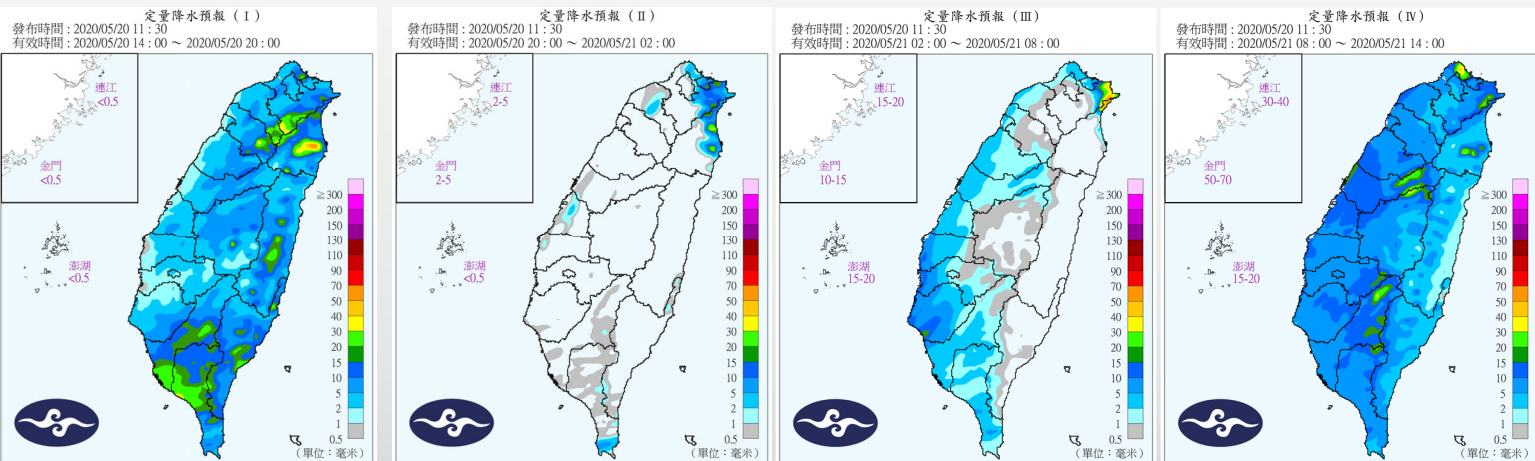 定量降水預報（Ⅰ）
發布時間：2020/05/20 11：30
有效時間：2020/05/20 14：00 ～ 2020/05/20 20：00
連江
<0.5
金門
<0.5
澎湖
<0.5
≧300
200
150
130
110
90
70
50
40
30
20
15
10
5
2
1
0.5
（單位：毫米）
定量降水預報（Ⅱ）
發布時間：2020/05/20 11：30
有效時間：2020/05/20 20：00 ～ 2020/05/21 02：00
連江
2-5
金門
2-5
澎湖
<0.5
≧300
200
150
130
110
90
70
50
40
30
20
15
10
5
2
1
0.5
（單位：毫米）
定量降水預報（Ⅲ）
發布時間：2020/05/20 11：30
有效時間：2020/05/21 02：00 ～ 2020/05/21 08：00
連江
15-20
金門
10-15
澎湖
15-20
≧300
200
150
130
110
90
70
50
40
30
20
15
10
5
2
1
0.5
（單位：毫米）
定量降水預報（Ⅳ）
發布時間：2020/05/20 11：30
有效時間：2020/05/21 08：00 ～ 2020/05/21 14：00
連江
30-40
金門
50-70
澎湖
15-20
≧300
200
150
130
110
90
70
50
40
30
20
15
10
5
2
1
0.5
（單位：毫米）